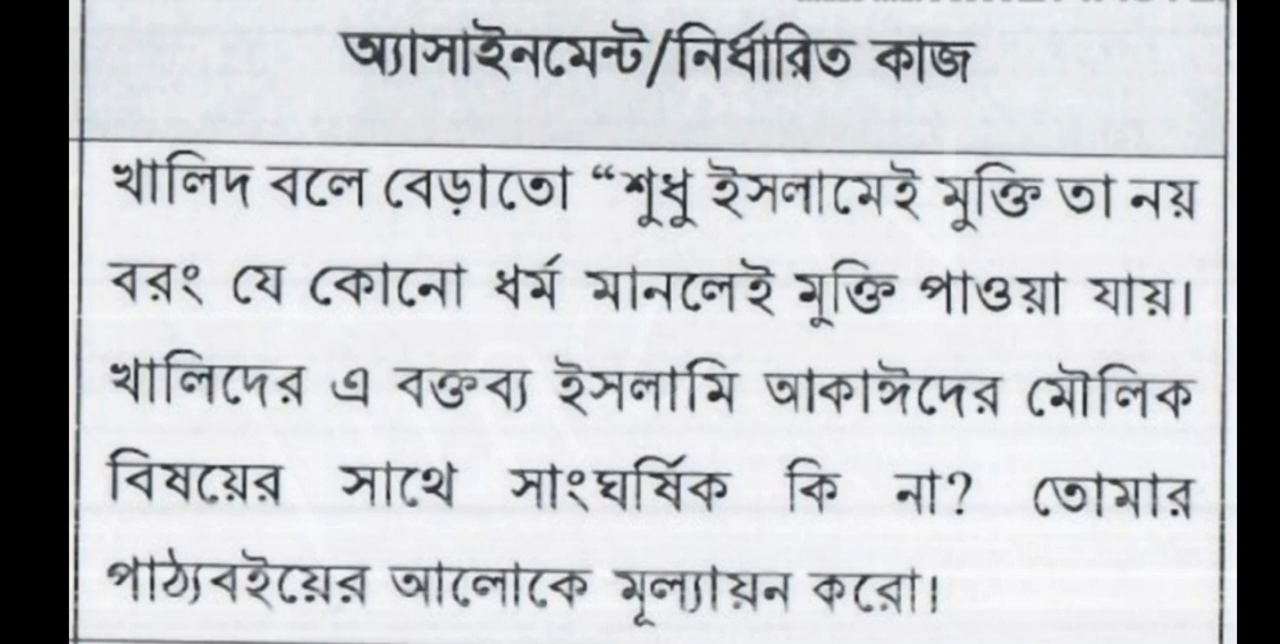 অ্যাসাইনমেন্ট/নির্ধারিত কাজ
খালিদ বলে বেড়াতো “শুধু ইসলামেই মুক্তি তা নয়
বরং যে কোনো ধর্ম মানলেই মুক্তি পাওয়া যায়।
খালিদের এ বক্তব্য ইসলামি আকাঈদের মৌলিক
বিষয়ের সাথে সাংঘর্ষিক কি না? তোমার
পাঠ্যবইয়ের আলোকে মূল্যায়ন করো।